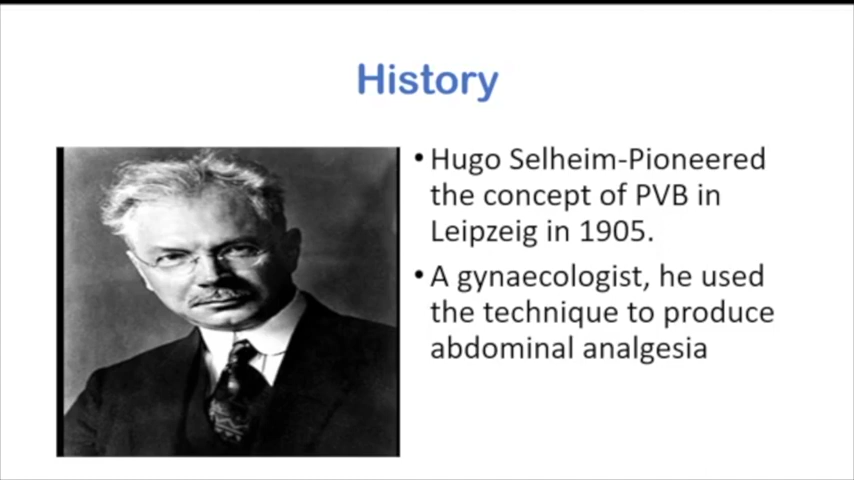 History
• Hugo Selheim-Pioneered
the concept of PVB in
Leipzeig in 1905.
• A gynaecologist, he used
the technique to produce
abdominal analgesia